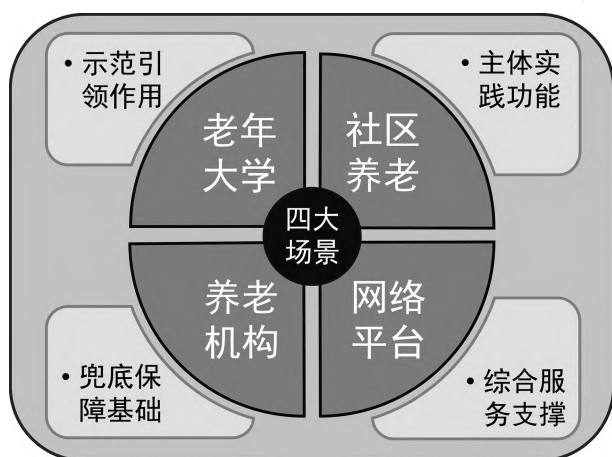 • 示范引
领作用
• 主体实
践功能
老年
大学
社区
养老
四大
场景
养老
机构
网络
平台
• 兜底保
障基础
• 综合服
务支撑